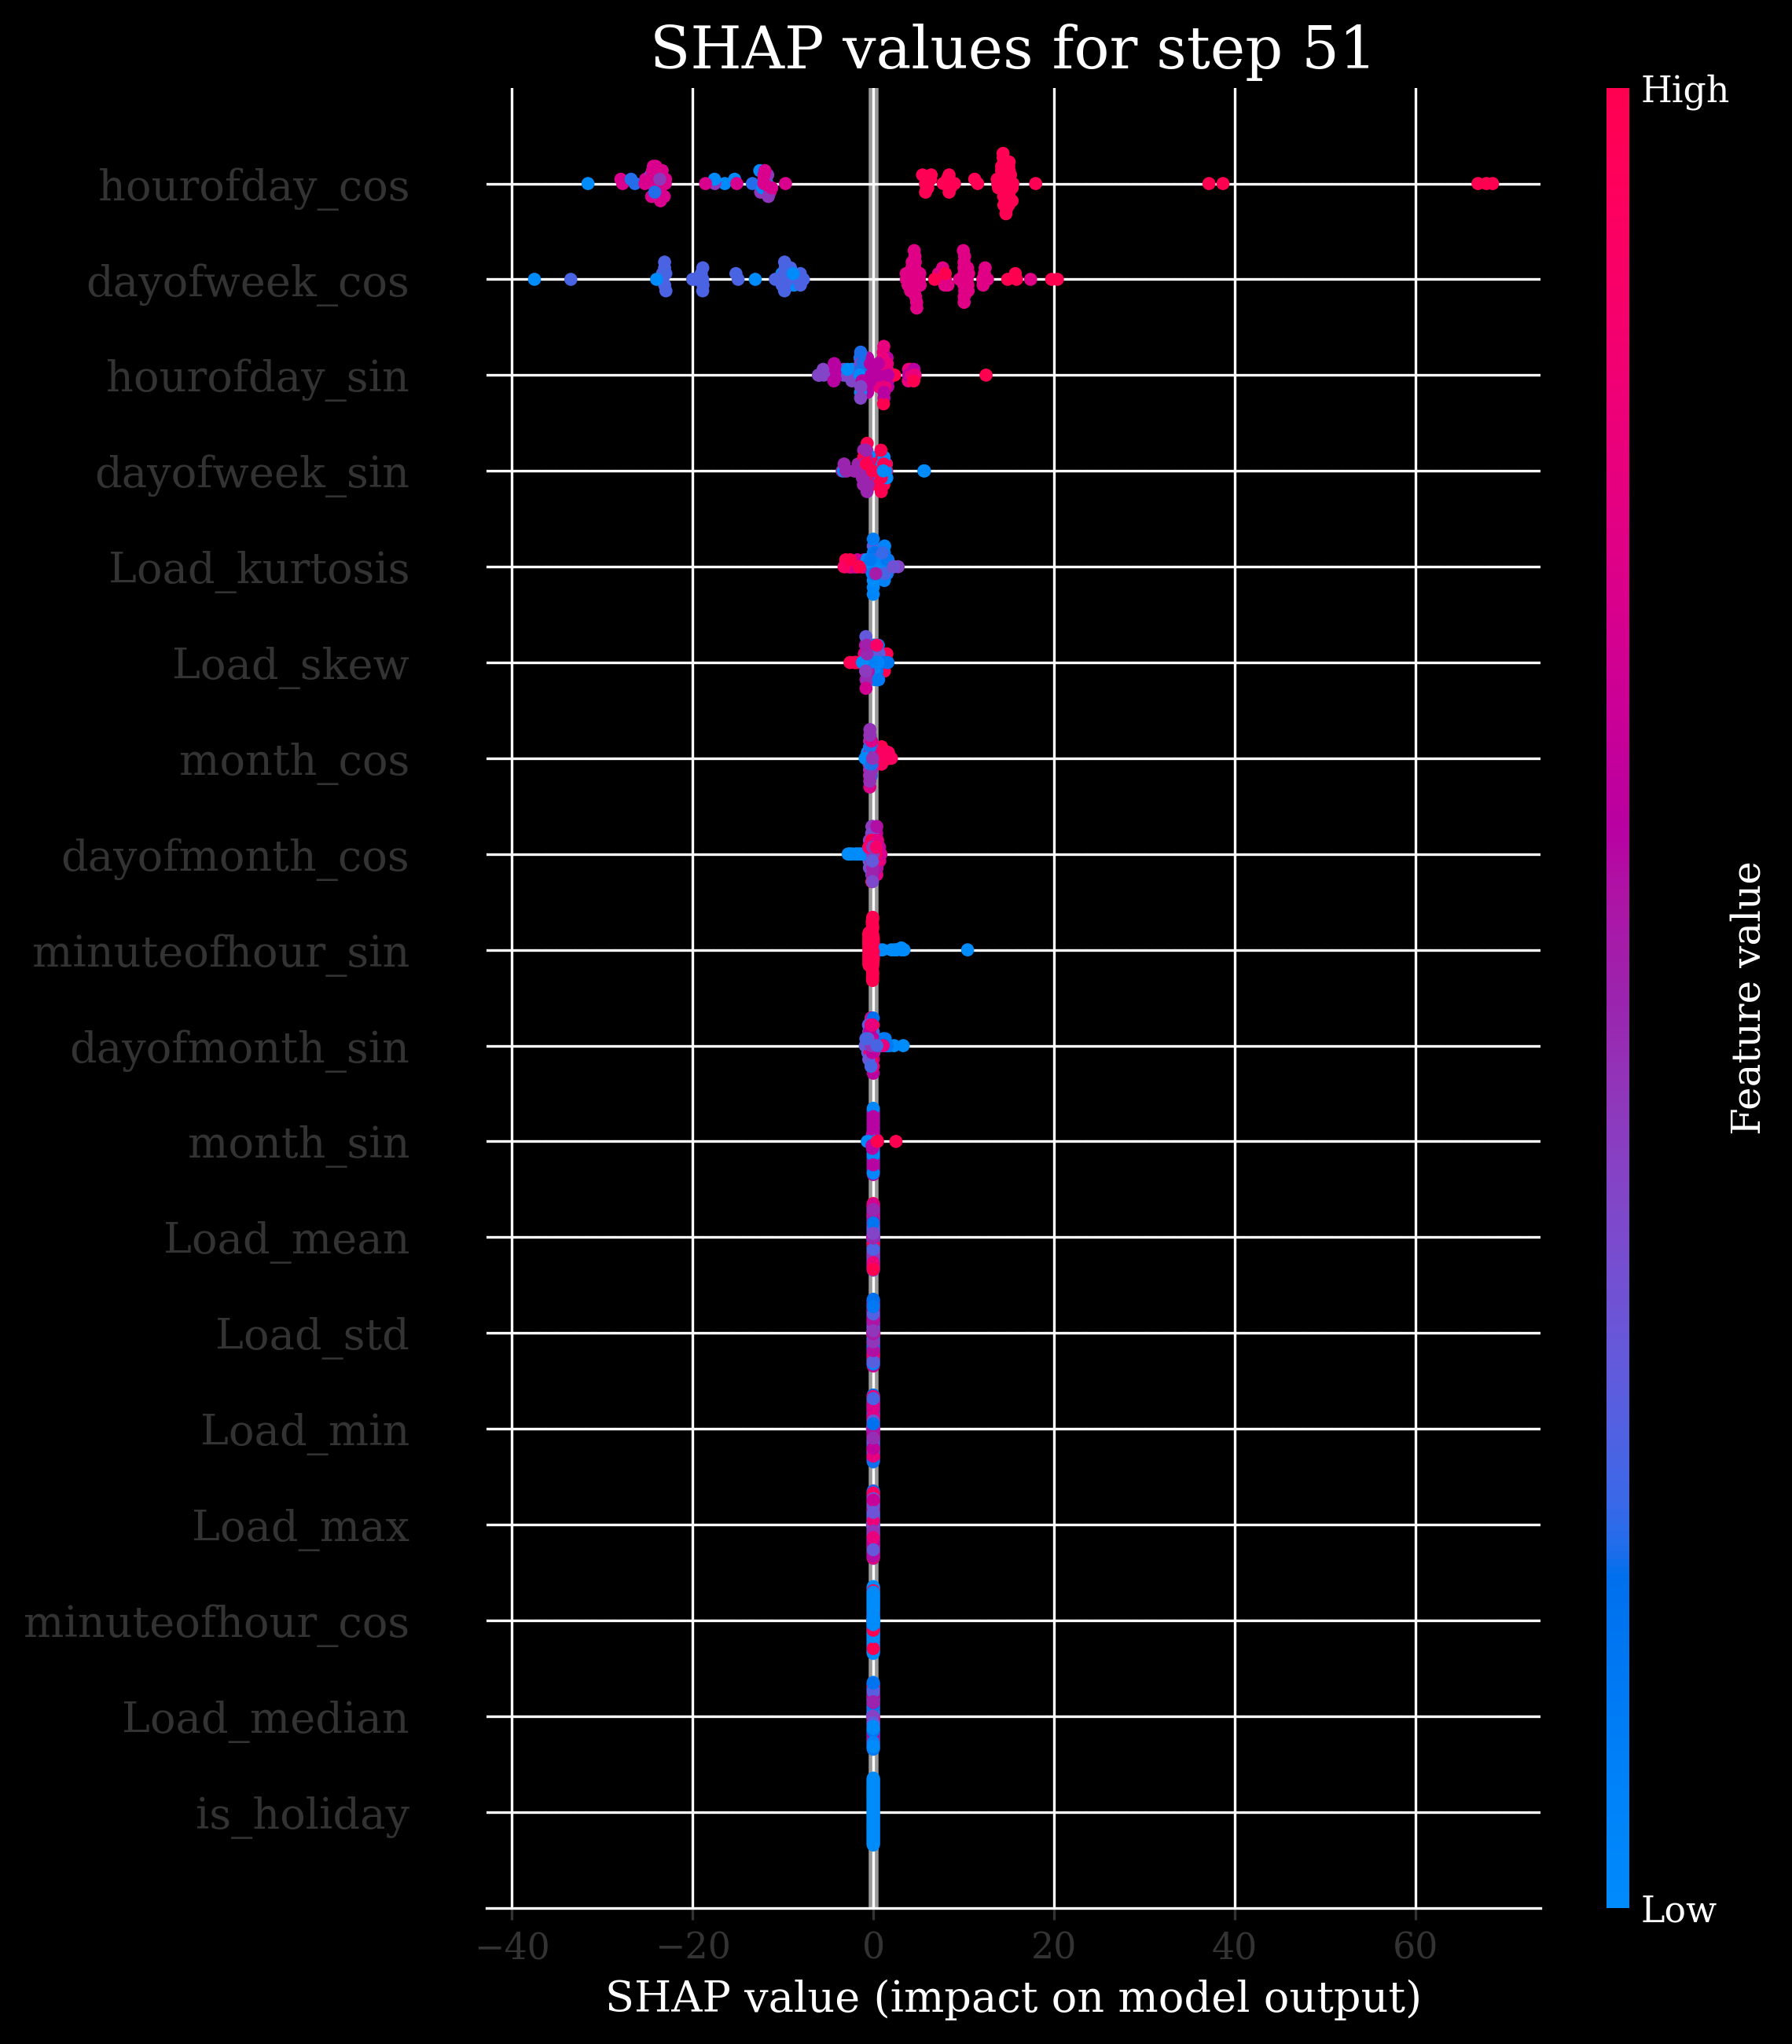 SHAP values for step 51
High
hourofday_cos
dayofweek_cos
hourofday_sin
dayofweek_sin
Load_kurtosis
Load_skew
month_cos
dayofmonth_cos
minuteofhour_sin
dayofmonth_sin
month_sin
Load_mean
Load_std
Load_min
Load_max
minuteofhour_cos
Load_median
is_holiday
Feature value
Low
−40 −20 0 20 40 60
SHAP value (impact on model output)